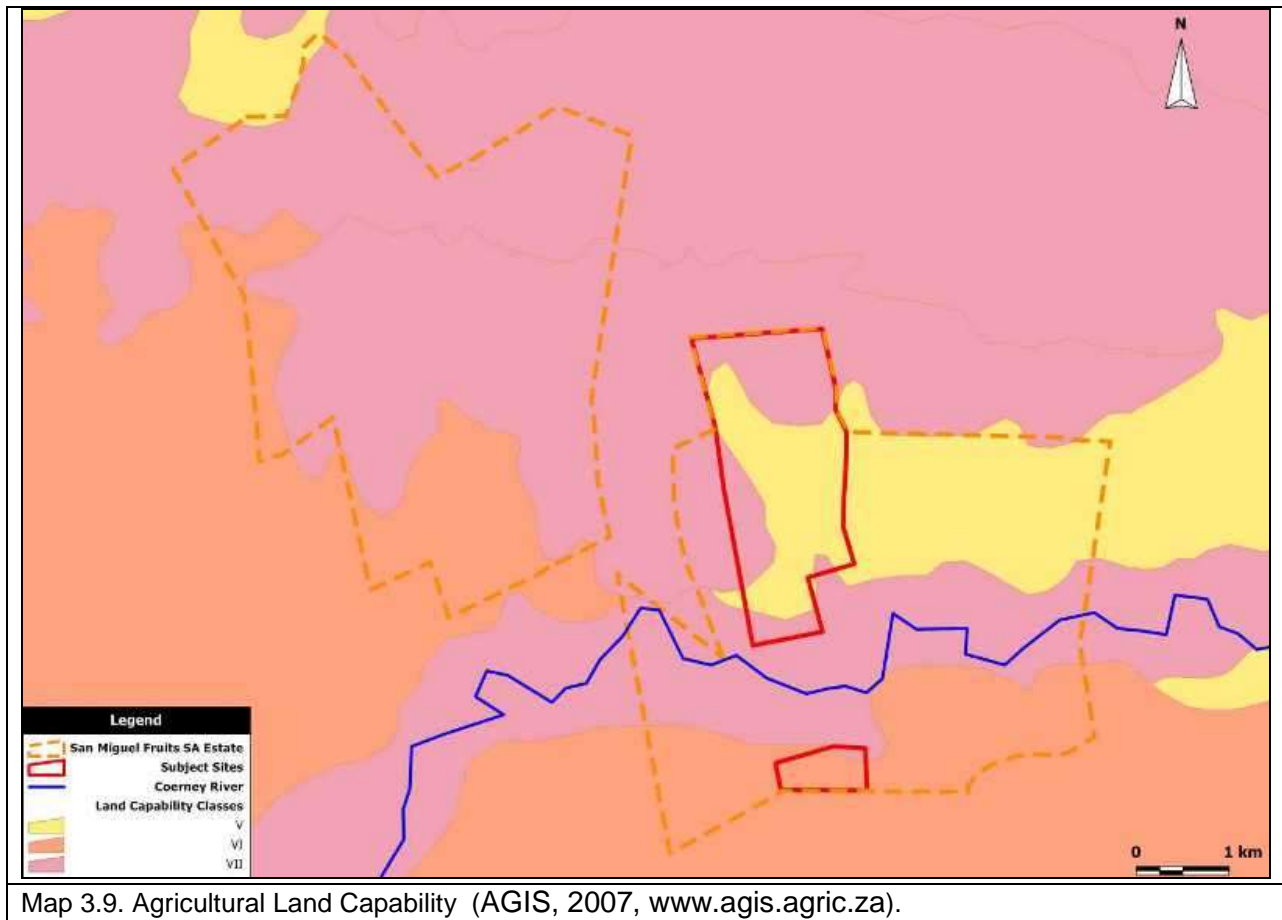 N
Legend
San Miguel Fruits SA Estate
Subject Sites
Coerney River
Land Capability Classes
V
VI
VII
0 1 km
Map 3.9. Agricultural Land Capability (AGIS, 2007, www.agis.agric.za).